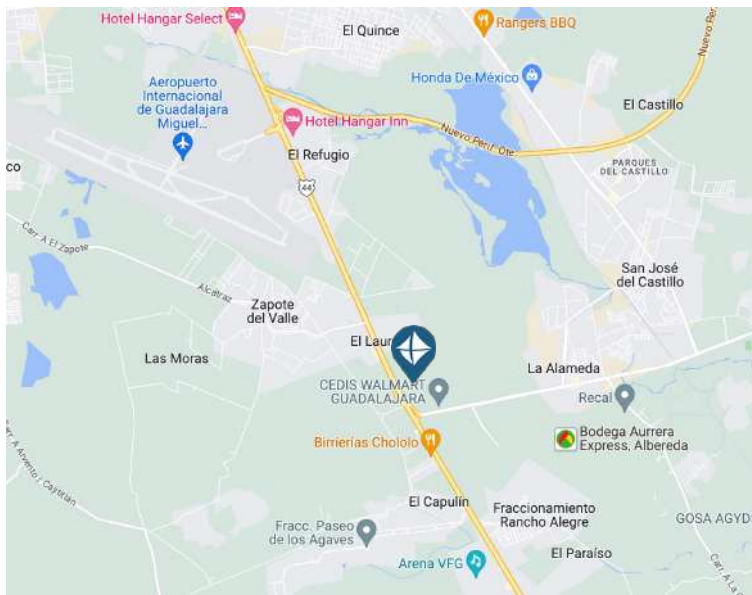 Hotel Hangar Select
El Quince
Rangers BBQ
Nuevo Perif. Ote.
Aeropuerto
Internacional
de Guadalajara
Miguel...
Honda De México
El Castillo
Hotel Hangar Inn
Nuevo Perif. Ote.
El Refugio
PARQUES
DEL CASTILLO
co
44
Carr. A El Zapote
San José
del Castillo
Alcatraz
Zapote
del Valle
El Laur
Las Moras
La Alameda
CEDIS WALMART
GUADALAJARA
Recal
Birrierías Chololo
Bodega Aurrera
Express, Albereda
El Capulín
Fraccionamiento
Rancho Alegre
GOSA AGYD
Fracc. Paseo
de los Agaves
El Paraíso
Arena VFG